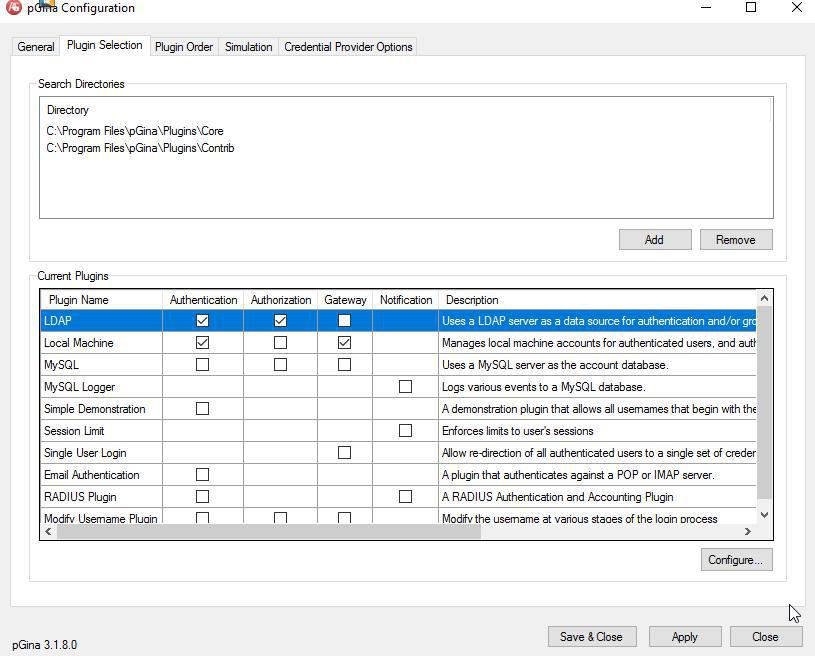 pGina Configuration
General Plugin Selection Plugin Order Simulation Credential Provider Options
Search Directories
Directory
C:\Program Files\pGina\Plugins\Core
C:\Program Files\pGina\Plugins\Contrib
Add Remove
Current Plugins
Plugin Name Authentication Authorization Gateway Notification Description
LDAP Uses a LDAP server as a data source for authentication and/or gro
Local Machine Manages local machine accounts for authenticated users, and auth
MySQL Uses a MySQL server as the account database.
MySQL Logger Logs various events to a MySQL database.
Simple Demonstration A demonstration plugin that allows all usernames that begin with the
Session Limit Enforces limits to user's sessions
Single User Login Allow re-direction of all authenticated users to a single set of creder
Email Authentication A plugin that authenticates against a POP or IMAP server.
RADIUS Plugin A RADIUS Authentication and Accounting Plugin
Modify Username Plugin Modify the username at various stages of the login process
Configure...
Save & Close Apply Close
pGina 3.1.8.0